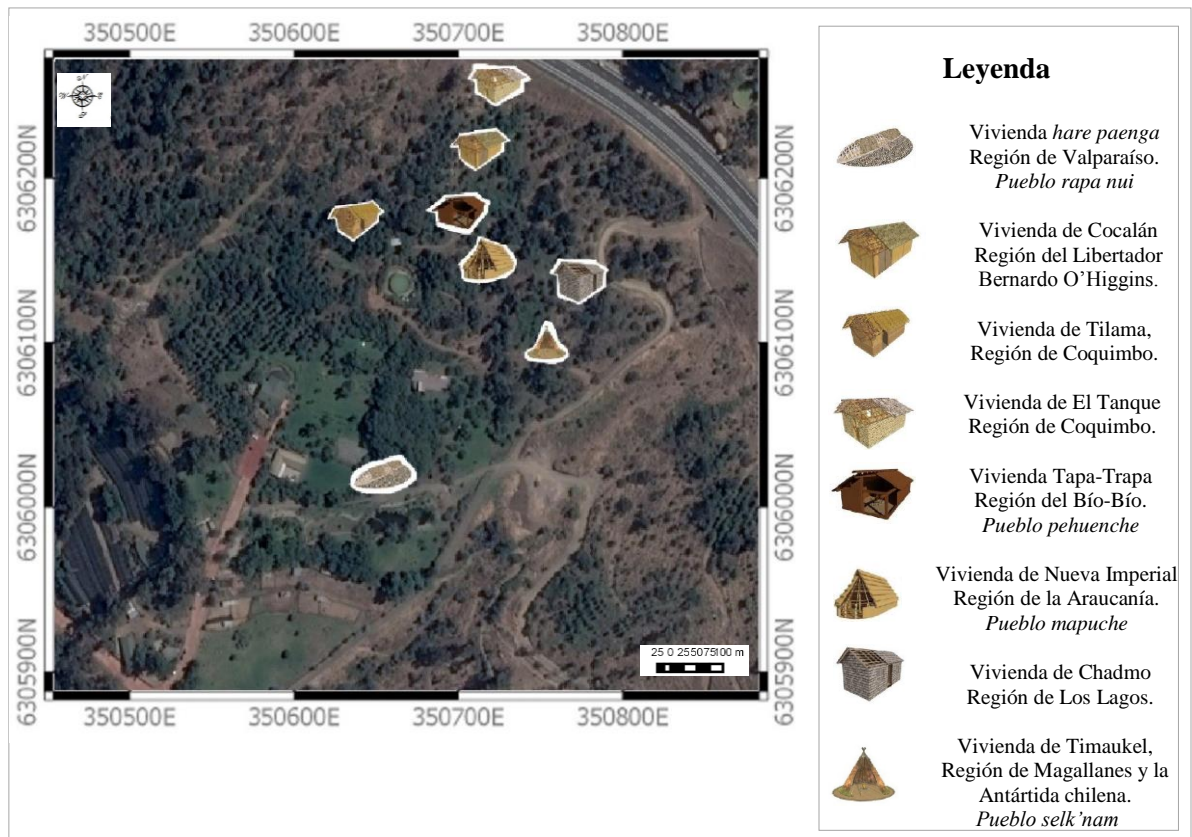 350500E 350600E 350700E 350800E
6306200N 6306200N
6306100N 6306100N
6306000N 6306000N
6305900N 6305900N
25 0 255075100 m
350500E 350600E 350700E 350800E
Leyenda
Vivienda hare paenga
Región de Valparaíso.
Pueblo rapa nui
Vivienda de Cocalán
Región del Libertador
Bernardo O’Higgins.
Vivienda de Tilama,
Región de Coquimbo.
Vivienda de El Tanque
Región de Coquimbo.
Vivienda Tapa-Trapa
Región del Bío-Bío.
Pueblo pehuenche
Vivienda de Nueva Imperial
Región de la Araucanía.
Pueblo mapuche
Vivienda de Chadmo
Región de Los Lagos.
Vivienda de Timaukel,
Región de Magallanes y la
Antártida chilena.
Pueblo selk’nam